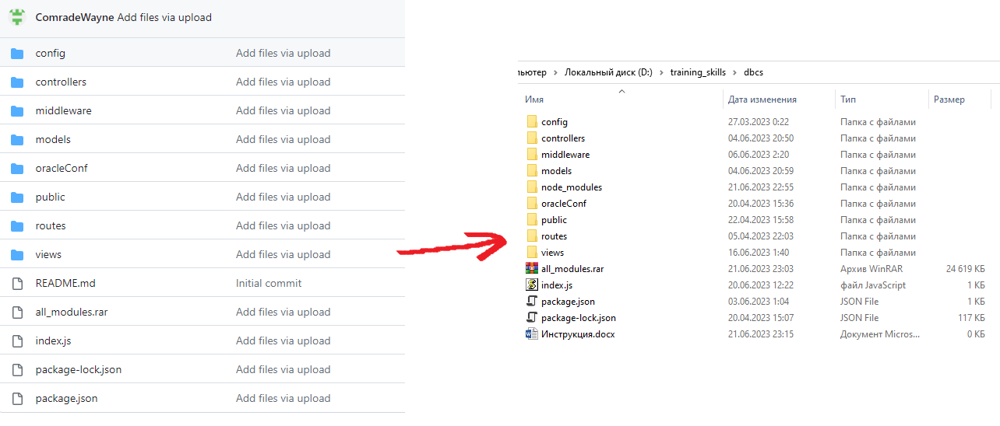 ComradeWayne Add files via upload
config Add files via upload
controllers Add files via upload
middleware Add files via upload
models Add files via upload
oracleConf Add files via upload
public Add files via upload
routes Add files via upload
views Add files via upload
README.md Initial commit
all_modules.rar Add files via upload
index.js Add files via upload
package-lock.json Add files via upload
package.json Add files via upload
пьютер > Локальный диск (D:) > training_skills > dbcs
Имя Дата изменения Тип Размер
config 27.03.2023 0:22 Папка с файлами
controllers 04.06.2023 20:50 Папка с файлами
middleware 06.06.2023 2:20 Папка с файлами
models 04.06.2023 20:59 Папка с файлами
node_modules 21.06.2023 22:55 Папка с файлами
oracleConf 20.04.2023 15:36 Папка с файлами
public 22.04.2023 15:58 Папка с файлами
routes 05.04.2023 22:03 Папка с файлами
views 16.06.2023 1:40 Папка с файлами
all_modules.rar 21.06.2023 23:03 Архив WinRAR 24 619 КБ
index.js 20.06.2023 12:22 файл JavaScript 1 КБ
package.json 03.06.2023 1:04 JSON File 1 КБ
package-lock.json 20.04.2023 15:07 JSON File 117 КБ
Инструкция.docx 21.06.2023 23:15 Документ Micros... 0 КБ